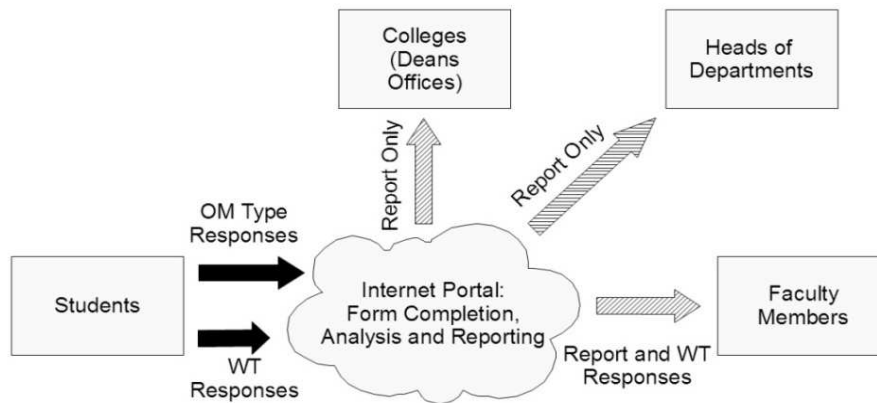 Colleges
(Deans
Offices)
Heads of
Departments
Report Only
Report Only
OM Type
Responses
Students
Internet Portal:
Form Completion,
Analysis and Reporting
Faculty
Members
WT
Responses
Report and WT
Responses